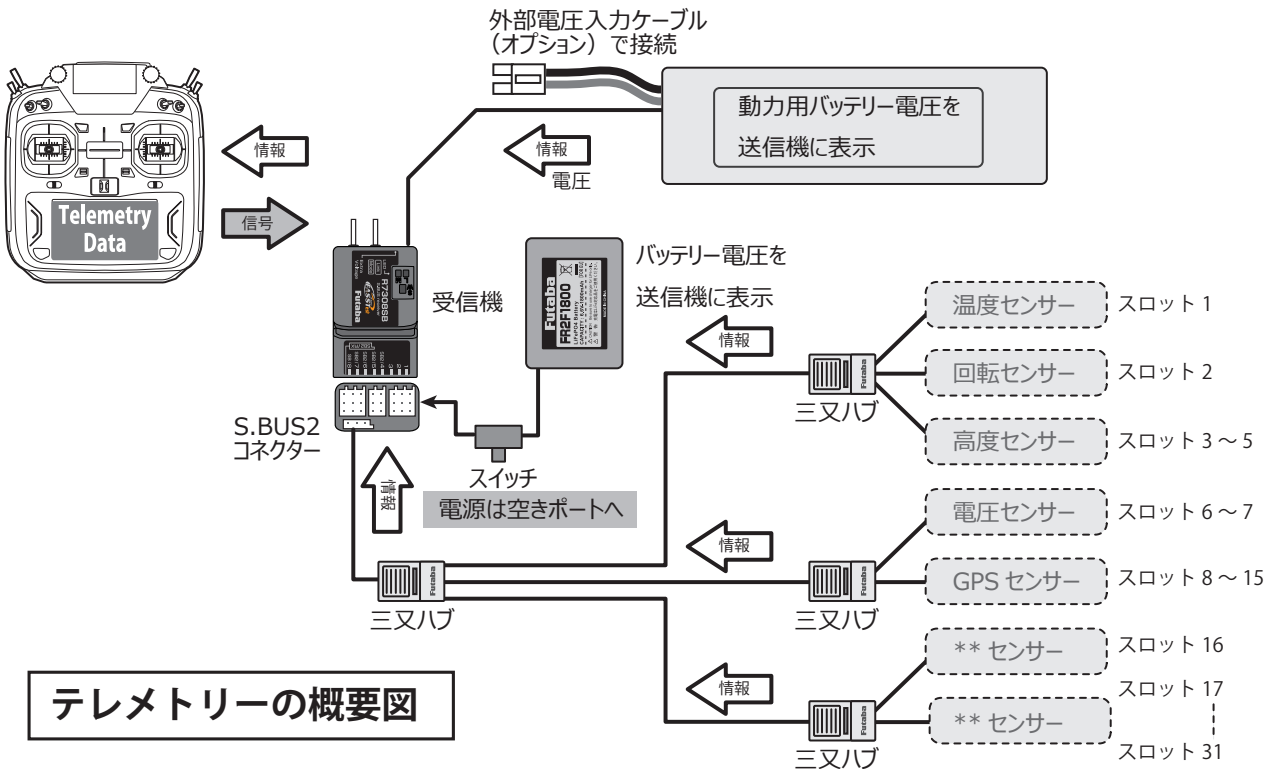 外部電圧入力ケーブル
（オプション）で接続
動力用バッテリー電圧を
送信機に表示
情報
情報
電圧
信号
Telemetry
Data
R7308SB
Futaba
受信機
Futaba
FR2F1800
バッテリー電圧を
送信機に表示
情報
温度センサー
スロット 1
回転センサー
スロット 2
高度センサー
スロット 3 ～ 5
Futaba
三又ハブ
S.BUS2
コネクター
スイッチ
電源は空きポートへ
情報
情報
電圧センサー
スロット 6 ～ 7
GPS センサー
スロット 8 ～ 15
Futaba
三又ハブ
Futaba
三又ハブ
情報
** センサー
スロット 16
** センサー
スロット 17
スロット 31
Futaba
三又ハブ
テレメトリーの概要図